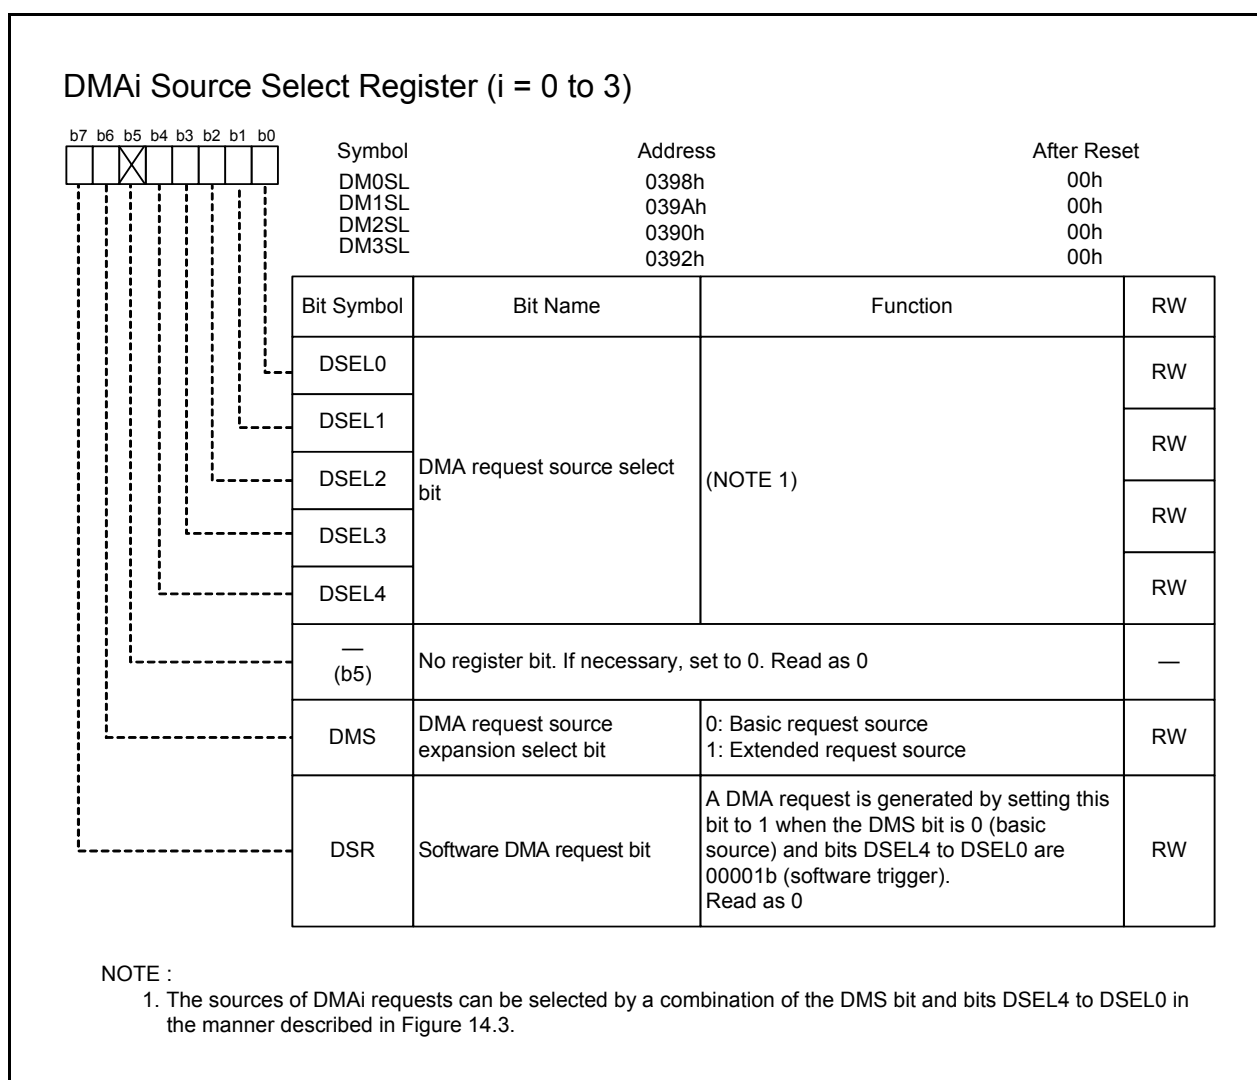 DMAi Source Select Register (i = 0 to 3)
b7 b6 b5 b4 b3 b2 b1 b0
Symbol Address After Reset
DM0SL 0398h 00h
DM1SL 039Ah 00h
DM2SL 0390h 00h
DM3SL 0392h 00h
Bit Symbol Bit Name Function RW
DSEL0 RW
DSEL1 RW
DSEL2 DMA request source select
bit (NOTE 1)
DSEL3 RW
DSEL4 RW
—
(b5) No register bit. If necessary, set to 0. Read as 0 —
DMS DMA request source
expansion select bit 0: Basic request source
1: Extended request source RW
DSR Software DMA request bit A DMA request is generated by setting this
bit to 1 when the DMS bit is 0 (basic
source) and bits DSEL4 to DSEL0 are
00001b (software trigger).
Read as 0 RW
NOTE :
1. The sources of DMAi requests can be selected by a combination of the DMS bit and bits DSEL4 to DSEL0 in
the manner described in Figure 14.3.